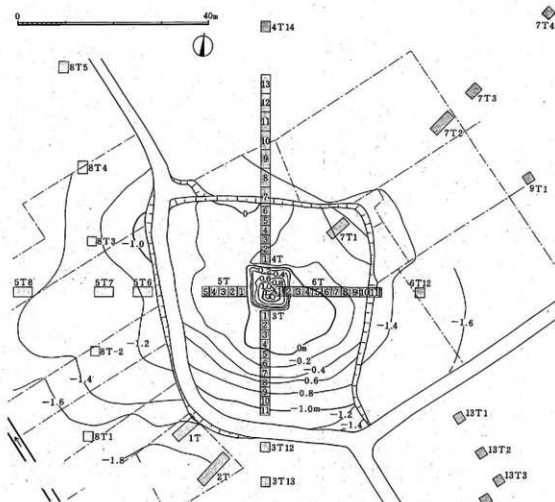 0 40m
4T14
7T4
8T5
7T3
13
12
11
10
9
8
7
6
5
4
3
2
1
7T2
8T4
9T1
0
7T1
8T3
-1.0
4T
5T
6T
5T8
5T7
5T6
5 4 3 2 1
6T12
3T
-1.2
-1.4
-1.6
0m
-0.2
-0.4
-0.6
-0.8
-1.0m
-1.2
-1.4
1
2
3
4
5
6
7
8
9
10
11
8T-2
-1.4
-1.6
8T1
-1.8
1T
2T
3T12
3T13
13T1
13T2
13T3